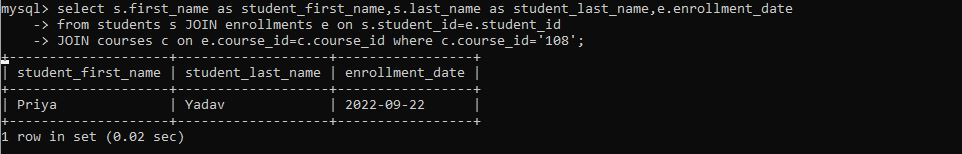 mysql> select s.first_name as student_first_name,s.last_name as student_last_name,e.enrollment_date
    -> from students s JOIN enrollments e on s.student_id=e.student_id
    -> JOIN courses c on e.course_id=c.course_id where c.course_id='108';
+--------------------+-------------------+-----------------+
| student_first_name | student_last_name | enrollment_date |
+--------------------+-------------------+-----------------+
| Priya              | Yadav             | 2022-09-22      |
+--------------------+-------------------+-----------------+
1 row in set (0.02 sec)